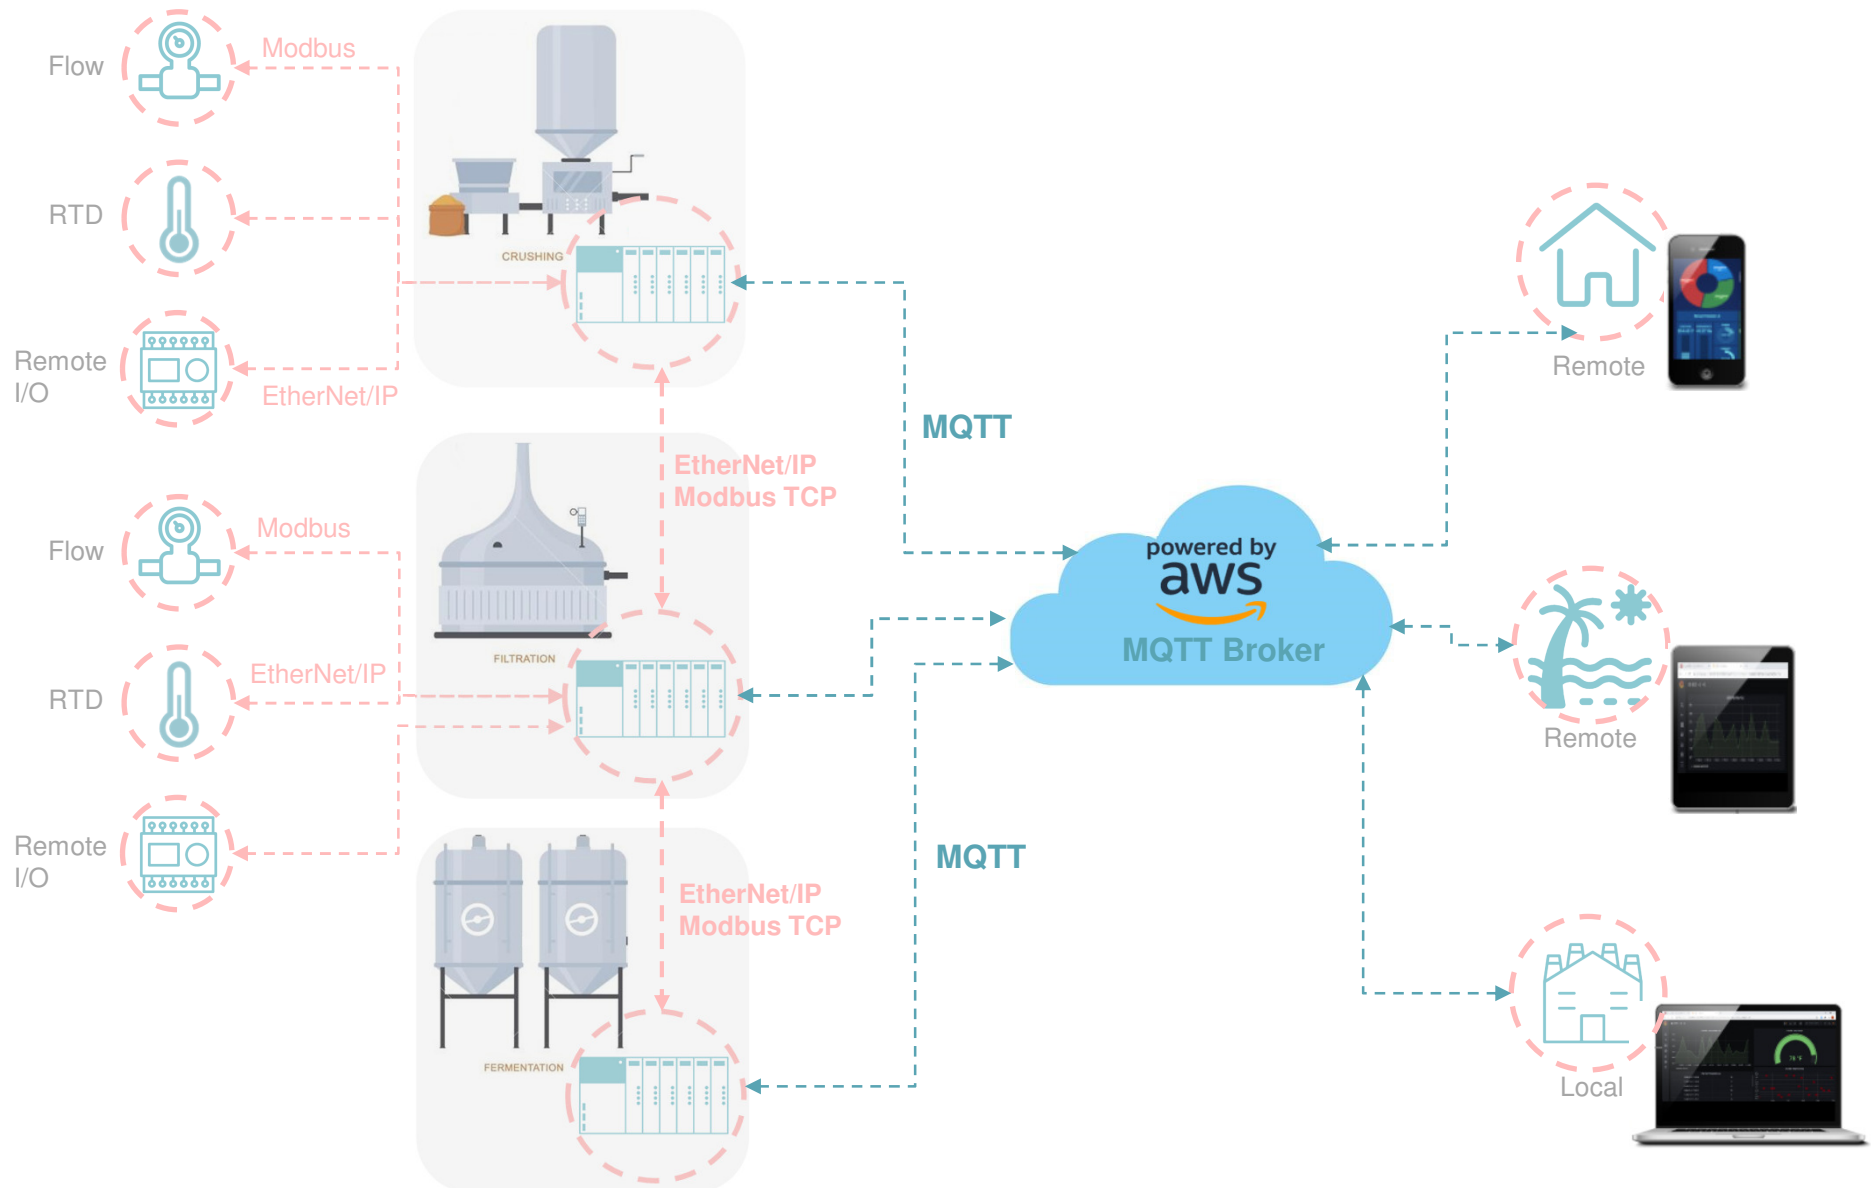 Flow
Modbus
RTD
Remote
I/O
EtherNet/IP
CRUSHING
EtherNet/IP
Modbus TCP
Flow
Modbus
RTD
EtherNet/IP
FILTRATION
Remote
I/O
EtherNet/IP
Modbus TCP
FERMENTATION
MQTT
MQTT
powered by
aws
MQTT Broker
Remote
Remote
Local